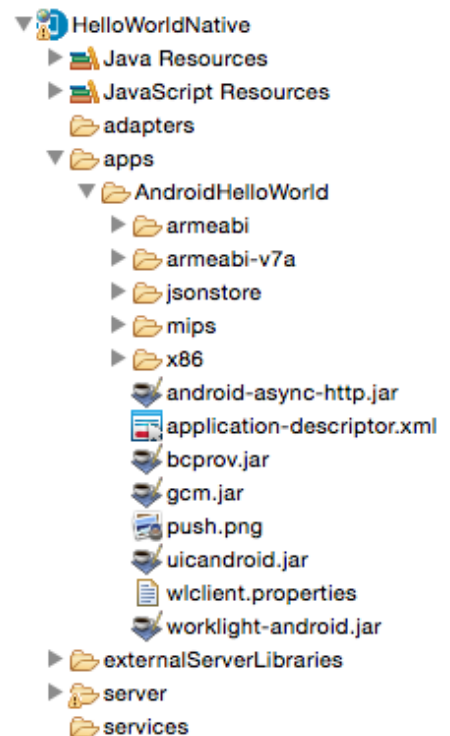 HelloWorldNative
Java Resources
JavaScript Resources
adapters
apps
AndroidHelloWorld
armeabi
armeabi-v7a
jsonstore
mips
x86
android-async-http.jar
application-descriptor.xml
bcprov.jar
gcm.jar
push.png
uicandroid.jar
wlclient.properties
worklight-android.jar
externalServerLibraries
server
services